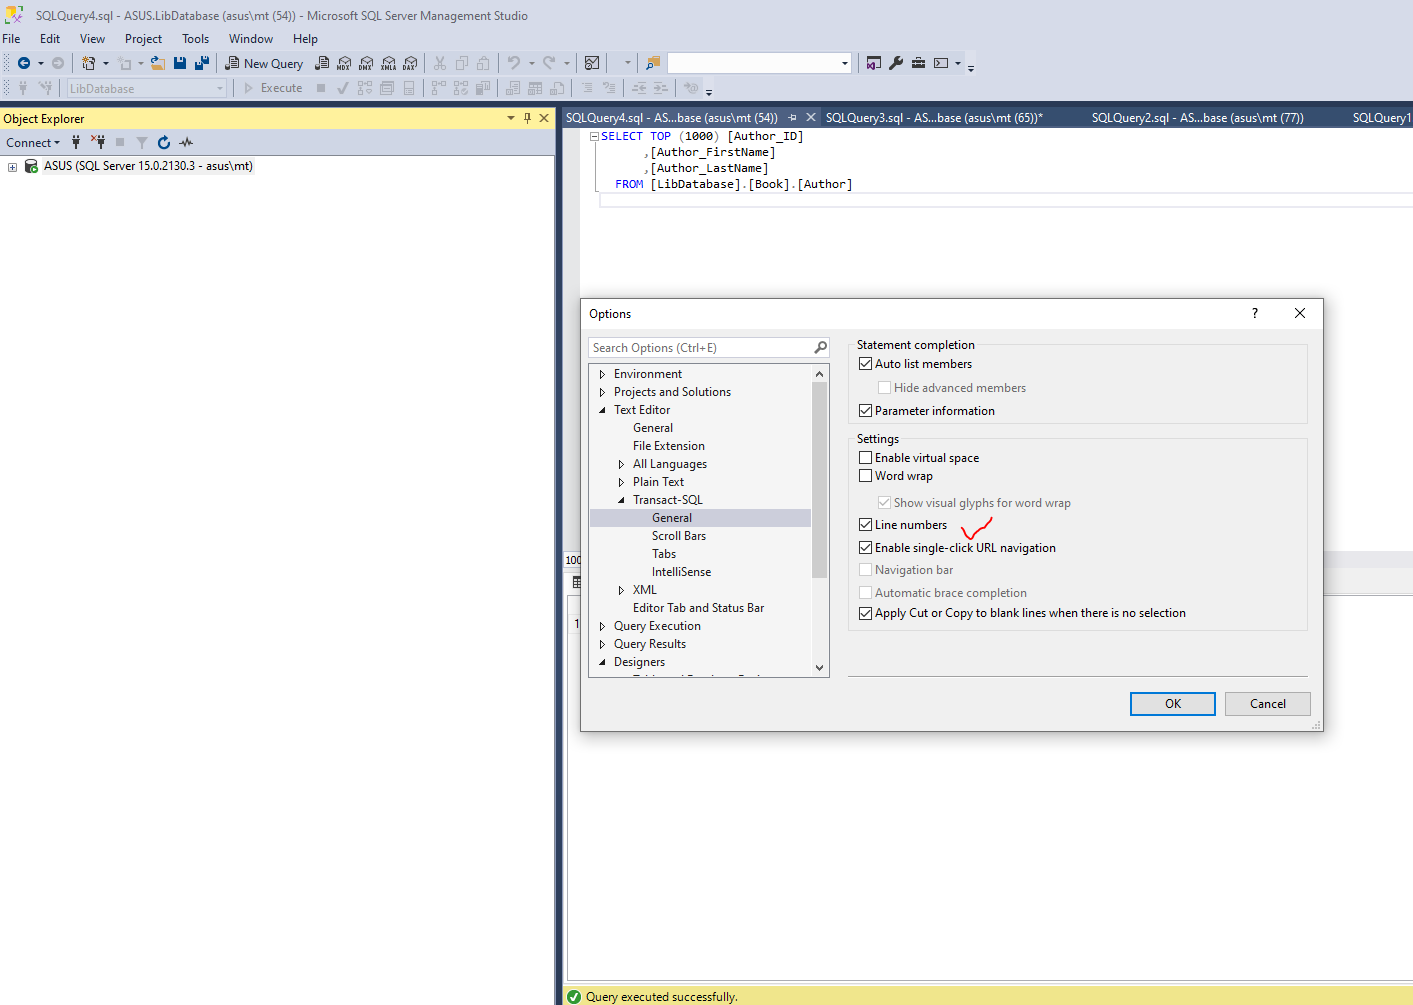 SQLQuery4.sql - ASUS.LibDatabase (asus\mt (54)) - Microsoft SQL Server Management Studio
File Edit View Project Tools Window Help
New Query MDX DMX XMLA DAX
LibDatabase Execute
Object Explorer
Connect
ASUS (SQL Server 15.0.2130.3 - asus\mt)
SQLQuery4.sql - AS...base (asus\mt (54)) SQLQuery3.sql - AS...base (asus\mt (65))* SQLQuery2.sql - AS...base (asus\mt (77)) SQLQuery1
SELECT TOP (1000) [Author_ID]
,[Author_FirstName]
,[Author_LastName]
FROM [LibDatabase].[Book].[Author]
Options
?
Search Options (Ctrl+E)
Environment
Projects and Solutions
Text Editor
General
File Extension
All Languages
Plain Text
Transact-SQL
General
Scroll Bars
Tabs
IntelliSense
XML
Editor Tab and Status Bar
Query Execution
Query Results
Designers
Statement completion
Auto list members
Hide advanced members
Parameter information
Settings
Enable virtual space
Word wrap
Show visual glyphs for word wrap
Line numbers
Enable single-click URL navigation
Navigation bar
Automatic brace completion
Apply Cut or Copy to blank lines when there is no selection
OK Cancel
100
1
Query executed successfully.